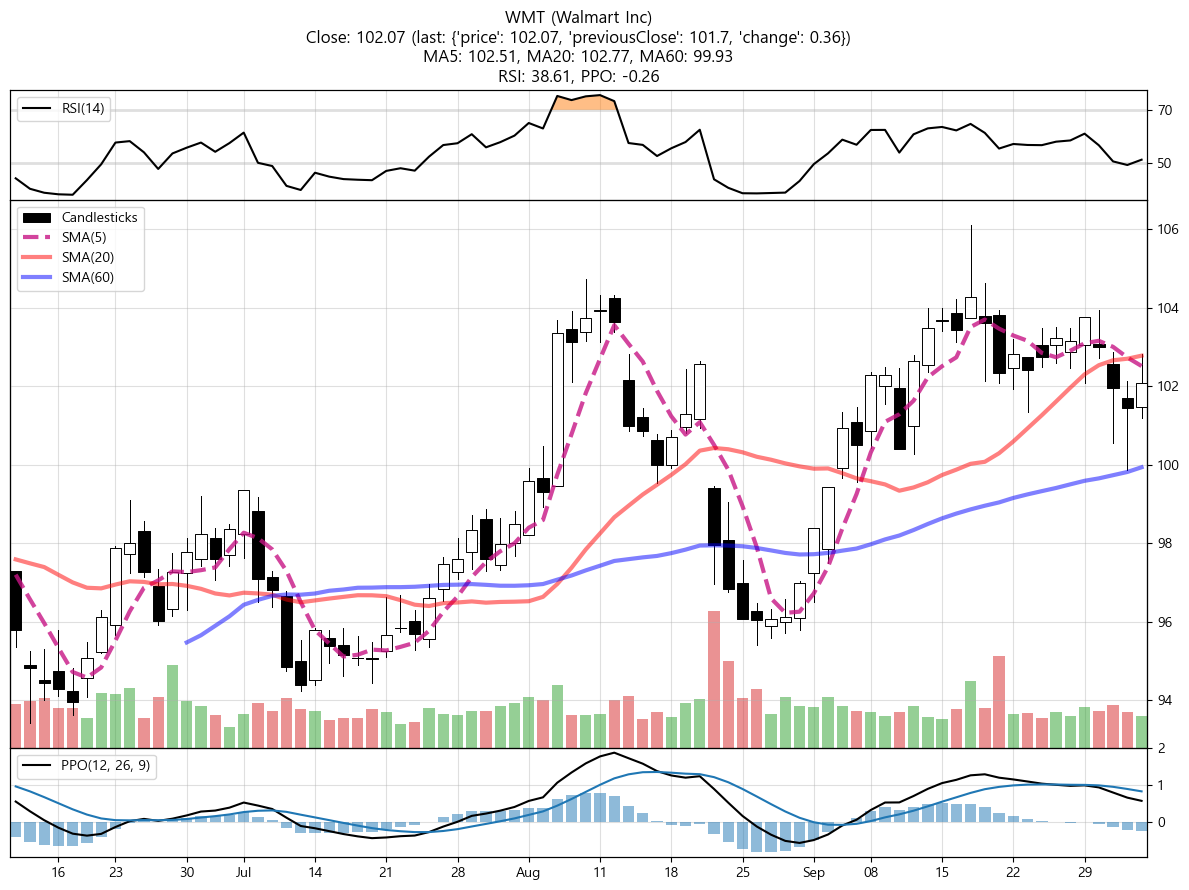 WMT (Walmart Inc)
Close: 102.07 (last: {'price': 102.07, 'previousClose': 101.7, 'change': 0.36})
MA5: 102.51, MA20: 102.77, MA60: 99.93
RSI: 38.61, PPO: -0.26
RSI(14)
70
50
Candlesticks
SMA(5)
SMA(20)
SMA(60)
106
104
102
100
98
96
94
PPO(12, 26, 9)
2
1
0
16 23 30 Jul 14 21 28 Aug 11 18 25 Sep 08 15 22 29